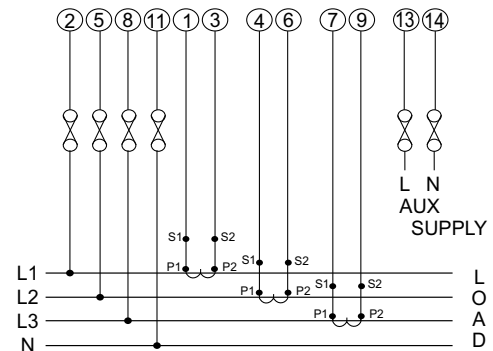 2 5 8 11 1 3 4 6 7 9 13 14
L N
AUX
SUPPLY
S1 S2
S1 S2
P1 P2 S1 S2
L1 L
P1 P2
L2 O
P1 P2
L3 A
N D